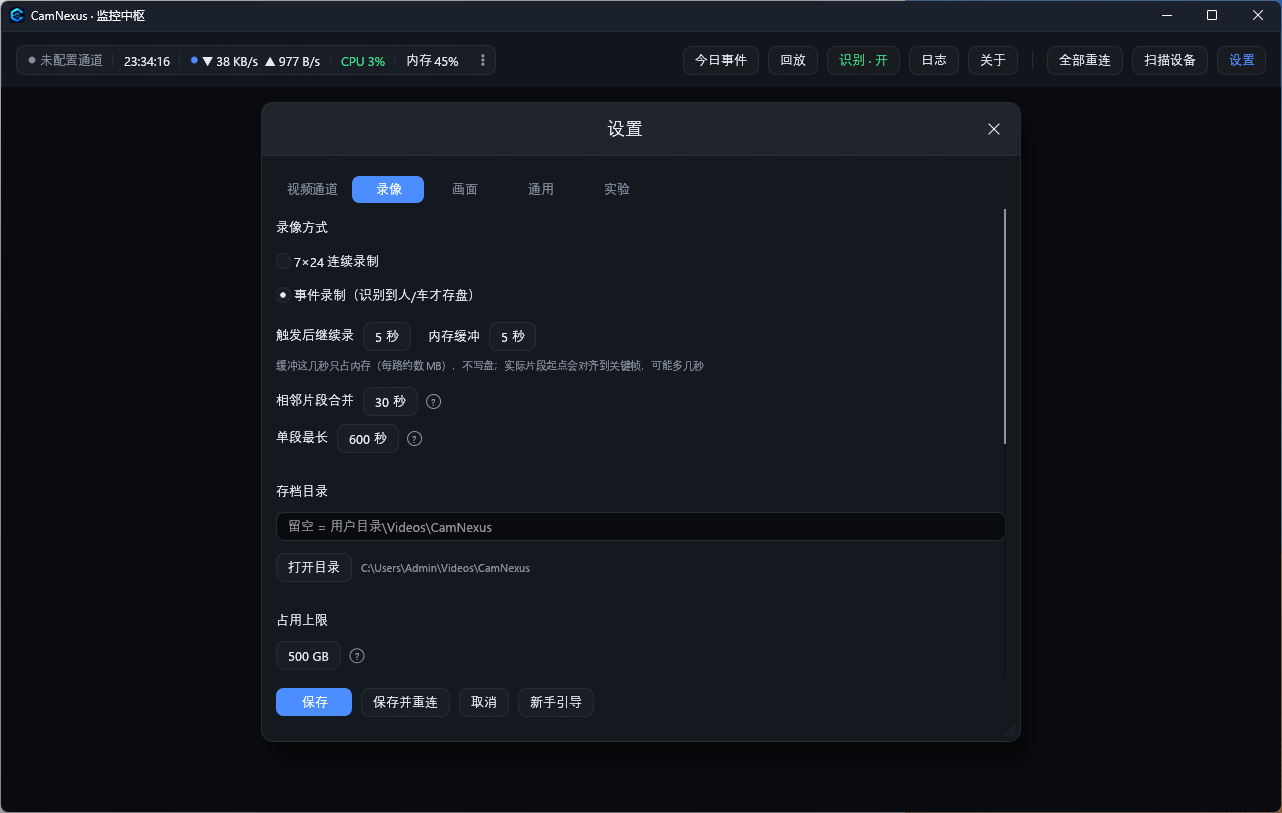 CamNexus · 监控中枢
未配置通道 23:34:16 ▼ 38 KB/s ▲ 977 B/s CPU 3% 内存 45% 今日事件 回放 识别 · 开 日志 关于 全部重连 扫描设备 设置
设置
视频通道 录像 画面 通用 实验
录像方式
7×24 连续录制
事件录制（识别到人/车才存盘）
触发后继续录 5 秒 内存缓冲 5 秒
缓冲这几秒只占内存（每路约数 MB），不写盘；实际片段起点会对齐到关键帧，可能多几秒
相邻片段合并 30 秒 ?
单段最长 600 秒 ?
存档目录
留空 = 用户目录\Videos\CamNexus
打开目录 C:\Users\Admin\Videos\CamNexus
占用上限
500 GB ?
保存 保存并重连 取消 新手引导